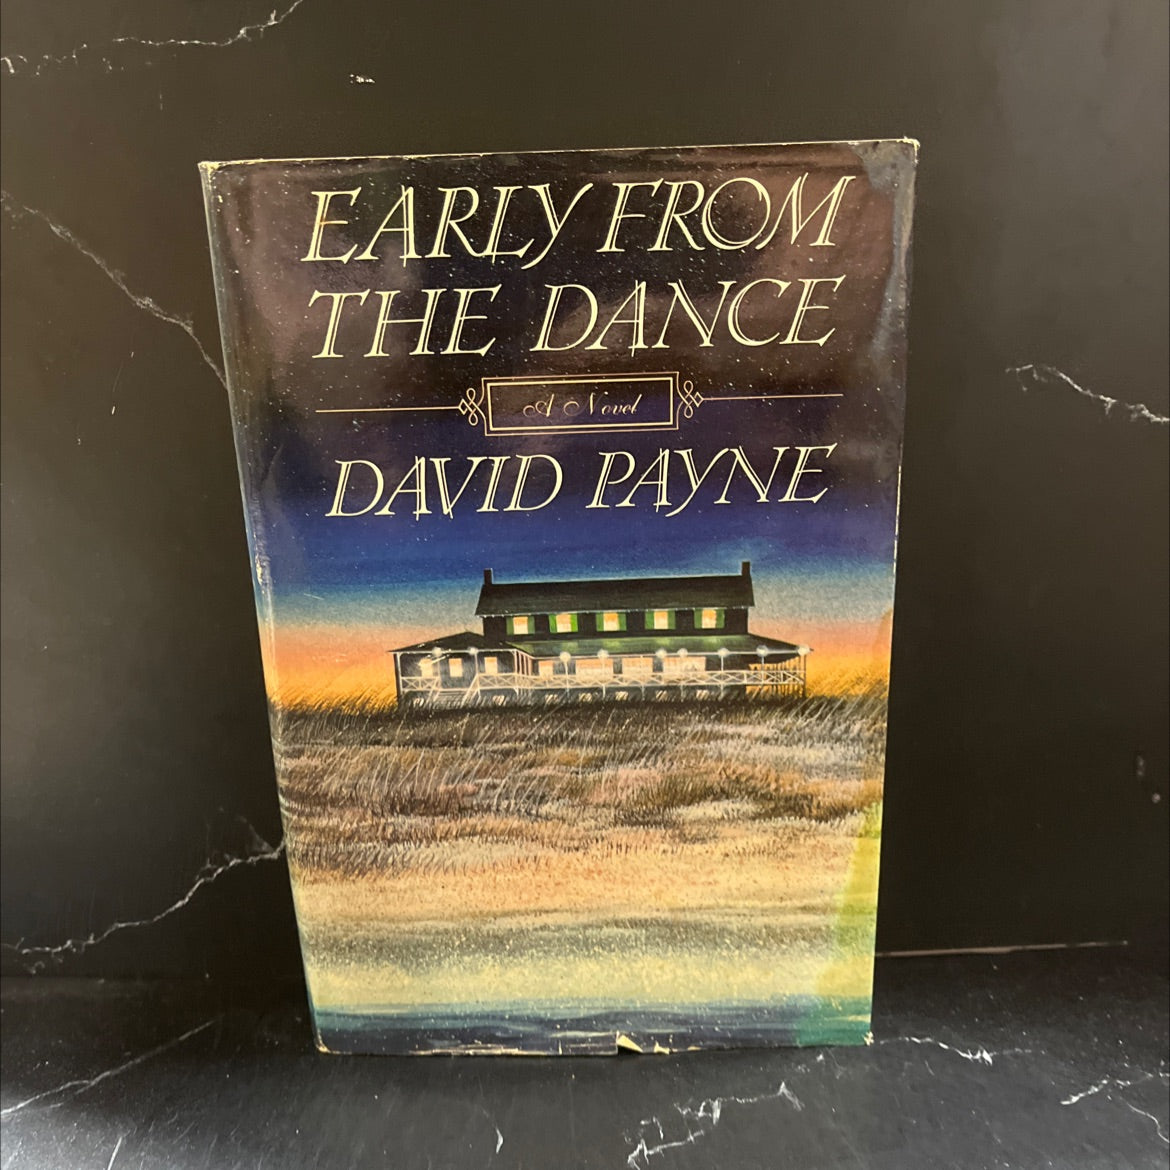 EARLY FROM
THE DANCE
A Novel
DAVID PAYNE